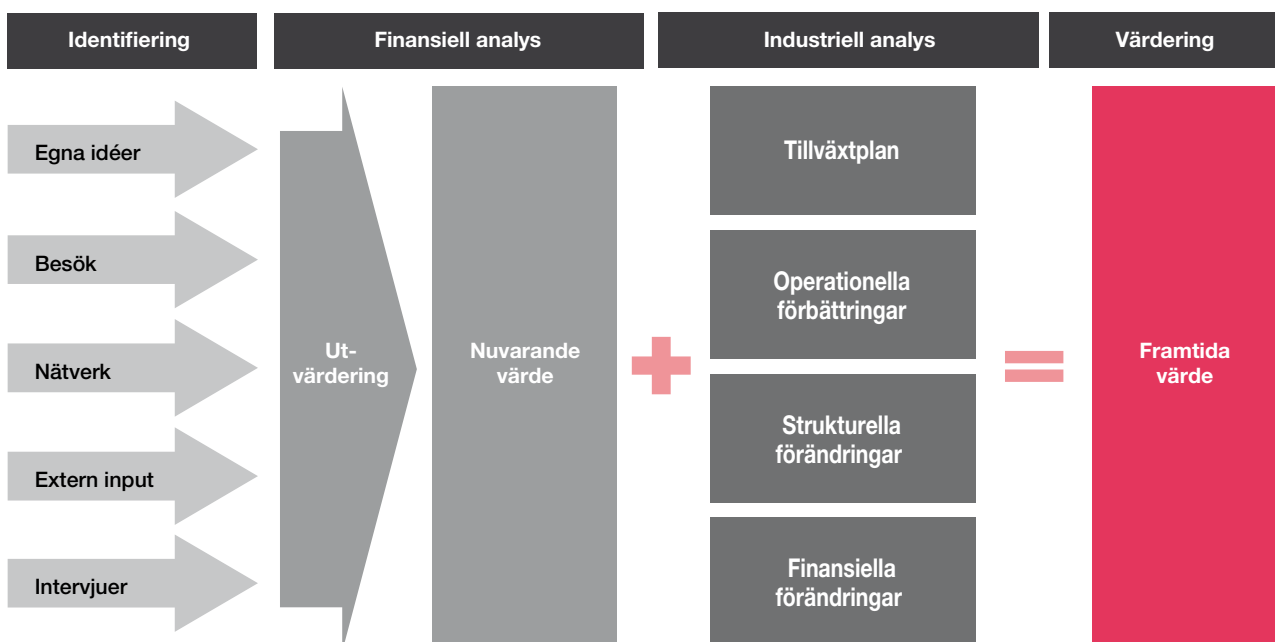 Identifiering
Finansiell analys
Industriell analys
Värdering
Egna idéer
Besök
Nätverk
Extern input
Intervjuer
Ut-
värdering
Nuvarande
värde
Tillväxtplan
Operationella
förbättringar
Strukturella
förändringar
Finansiella
förändringar
Framtida
värde